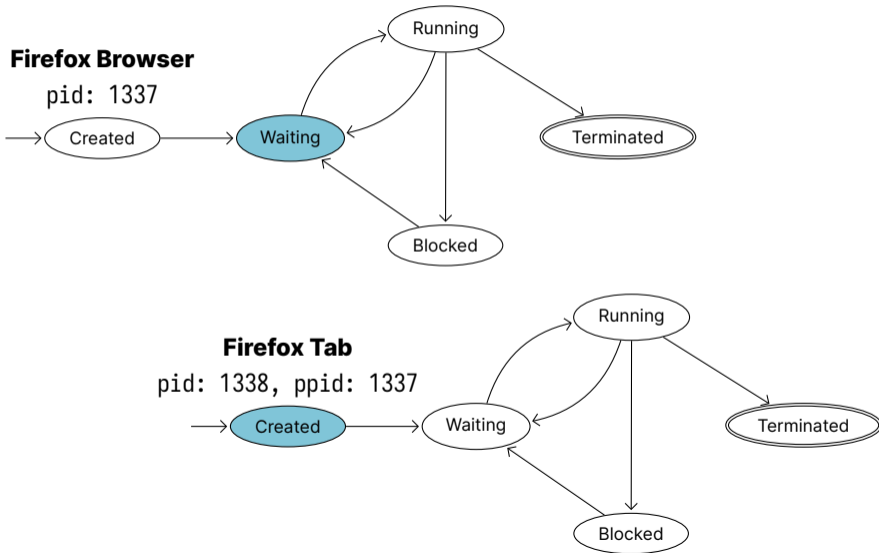 Running
Firefox Browser
pid: 1337
Created
Waiting
Terminated
Blocked
Running
Firefox Tab
pid: 1338, ppid: 1337
Created
Waiting
Terminated
Blocked